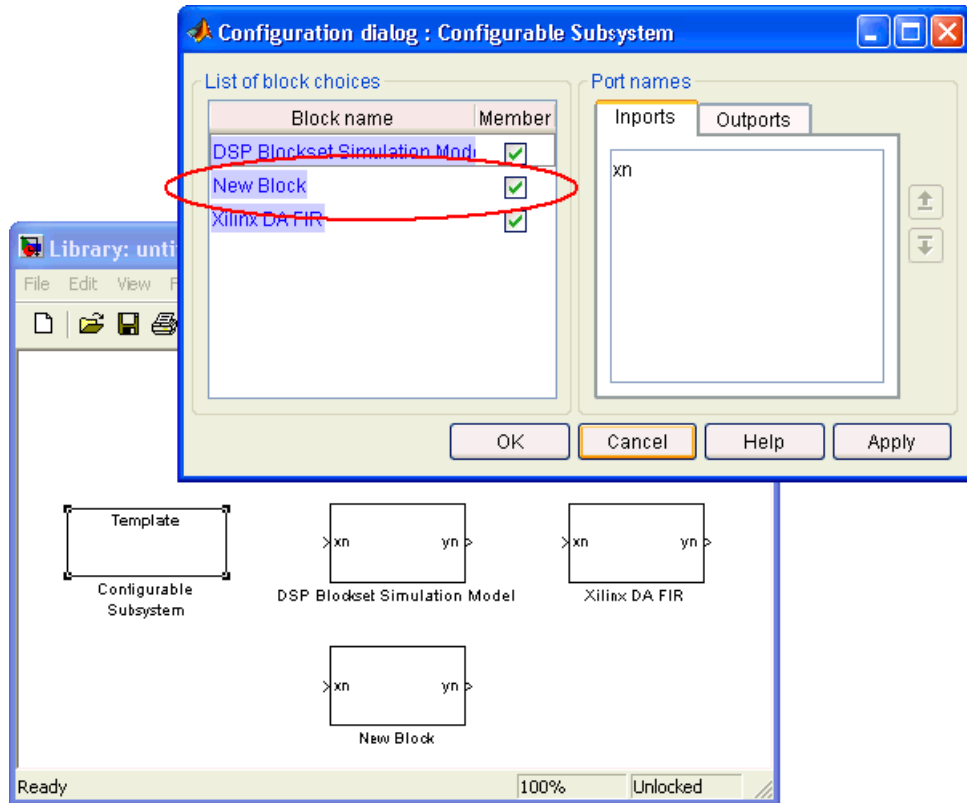 Configuration dialog : Configurable Subsystem
List of block choices
Block name Member
DSP Blockset Simulation Mod
New Block
Xilinx DA FIR
Port names
Inports Outports
xn
OK Cancel Help Apply
Library: unti
File Edit View F
Template
Configurable
Subsystem
xn yn
DSP Blockset Simulation Model
xn yn
Xilinx DA FIR
xn yn
New Block
Ready 100% Unlocked